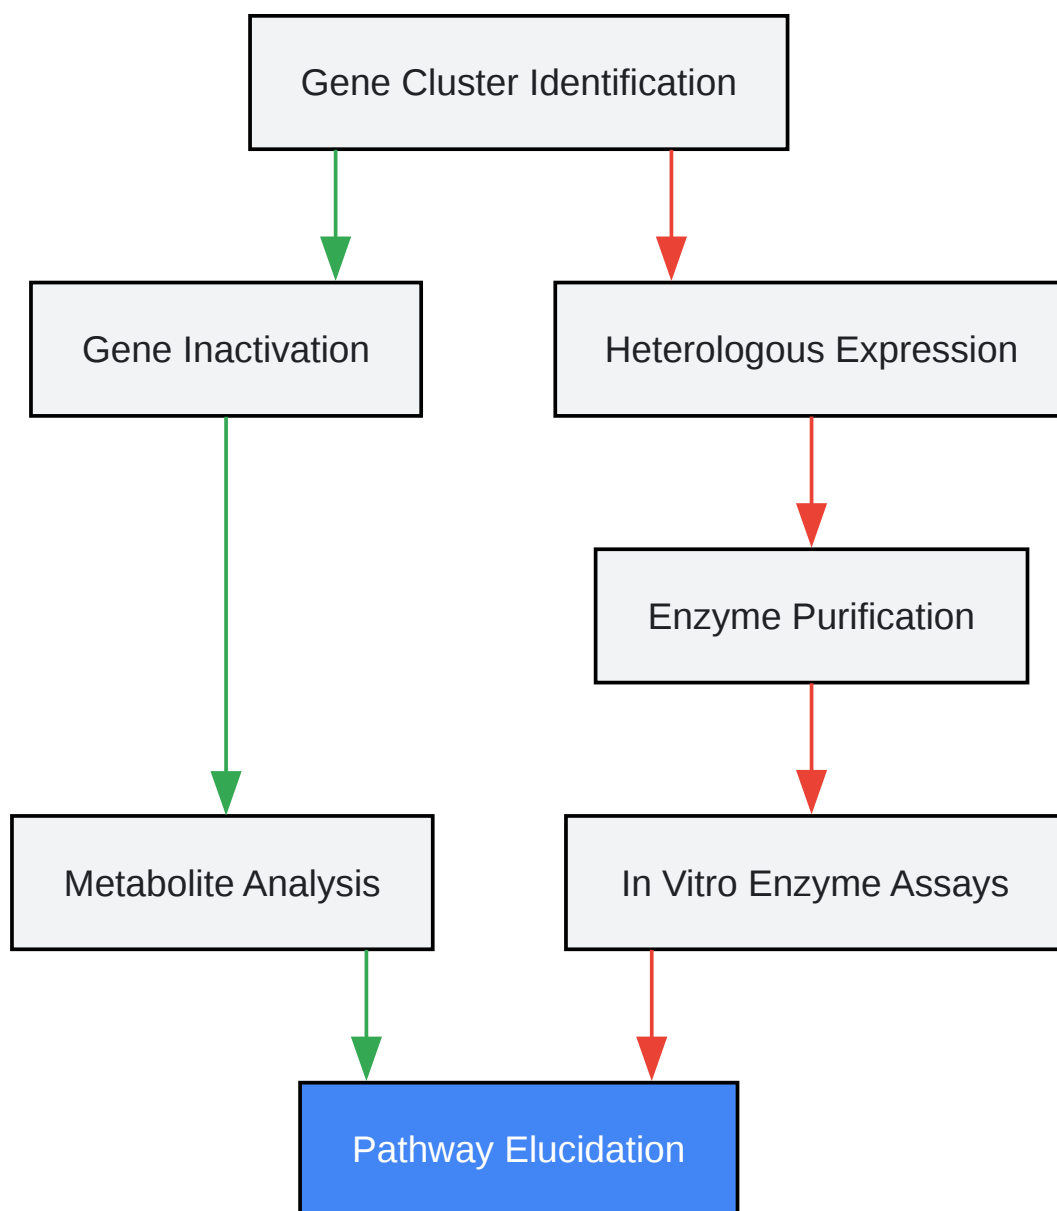 Gene Cluster Identification
Gene Inactivation
Heterologous Expression
Enzyme Purification
Metabolite Analysis
In Vitro Enzyme Assays
Pathway Elucidation